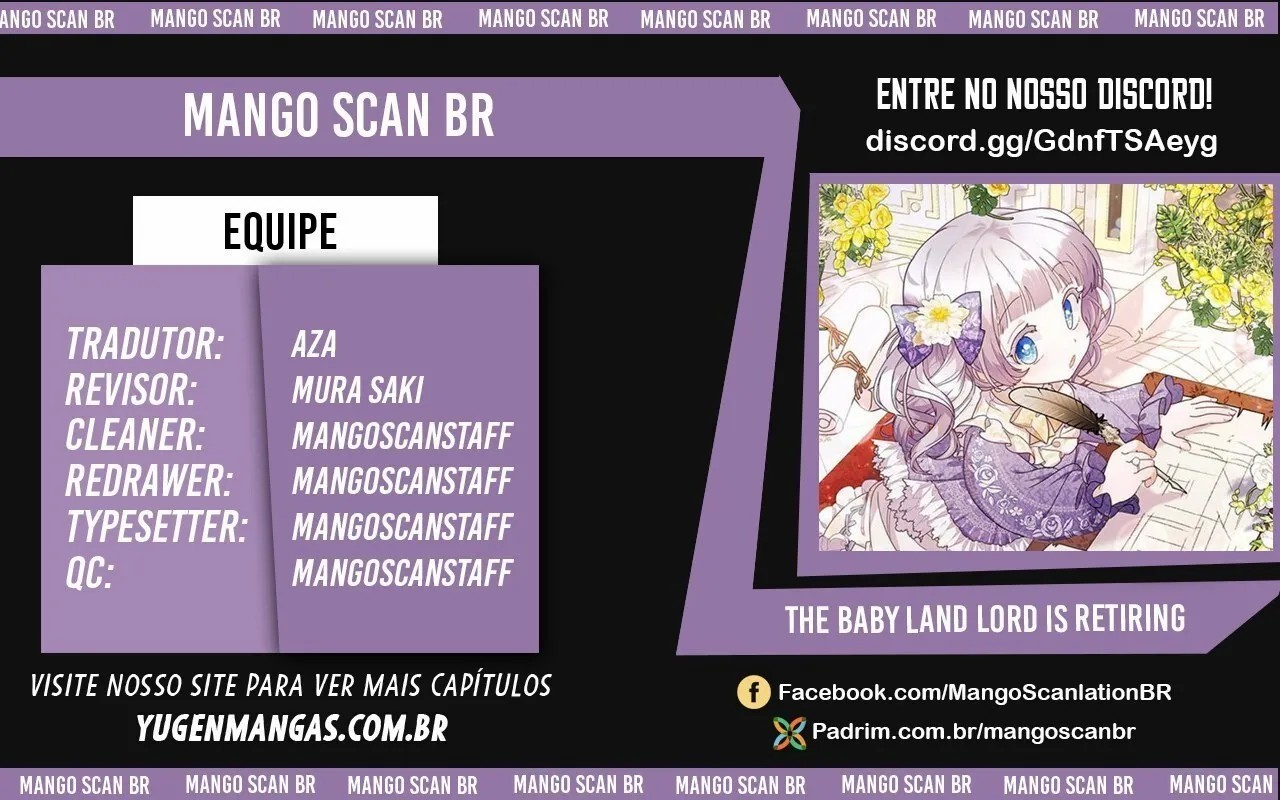 ANGO SCAN BR MANGO SCAN BR MANGO SCAN BR MANGO SCAN BR MANGO SCAN BR MANGO SCAN BR MANGO SCAN BR MANGO SCAN BR
MANGO SCAN BR
EQUIPE
TRADUTOR: AZA
REVISOR: MURA SAKI
CLEANER: MANGOSCANSTAFF
REDRAWER: MANGOSCANSTAFF
TYPESETTER: MANGOSCANSTAFF
QC: MANGOSCANSTAFF
VISITE NOSSO SITE PARA VER MAIS CAPÍTULOS
YUGENMANGAS.COM.BR
ENTRE NO NOSSO DISCORD!
discord.gg/GdnfTSAeyg
THE BABY LAND LORD IS RETIRING
Facebook.com/MangoScanlationBR
Padrim.com.br/mangoscanbr
MANGO SCAN BR MANGO SCAN BR MANGO SCAN BR MANGO SCAN BR MANGO SCAN BR MANGO SCAN BR MANGO SCAN BR MANGO SCAN